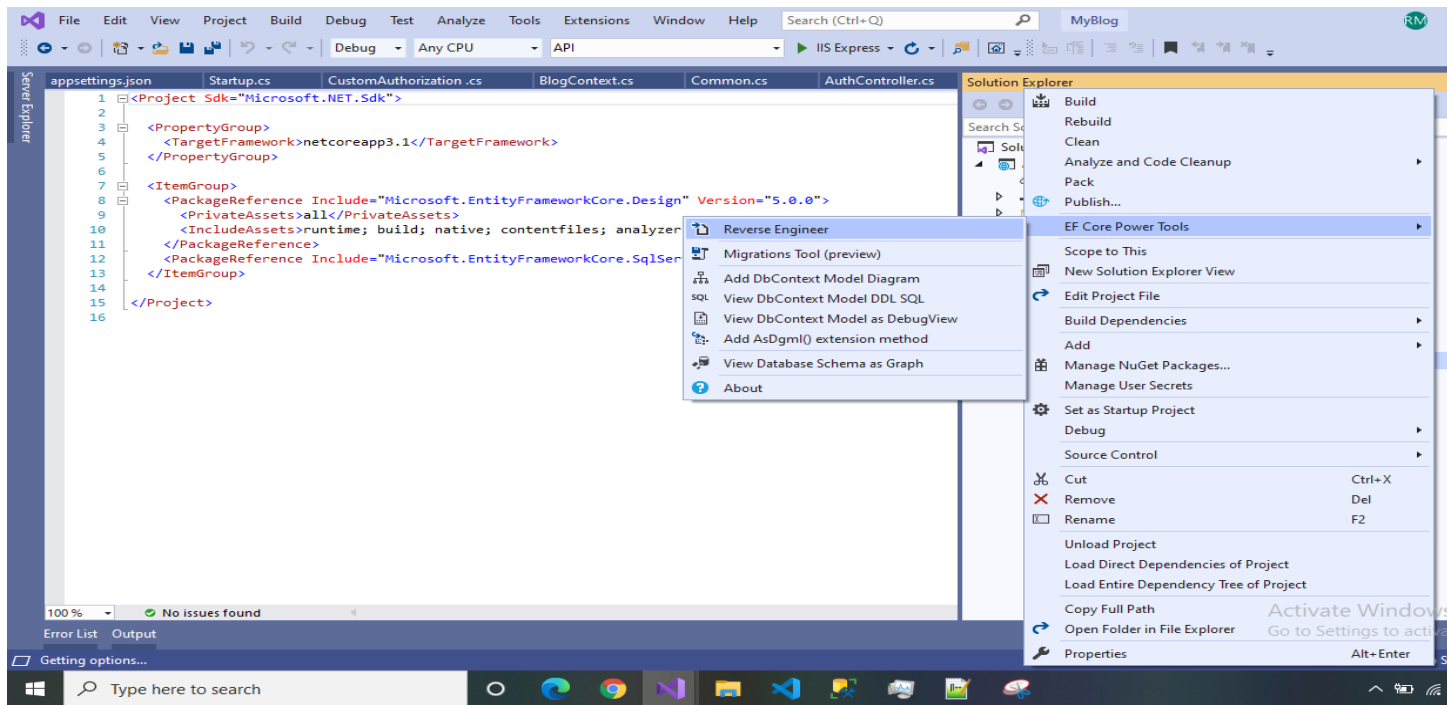 File Edit View Project Build Debug Test Analyze Tools Extensions Window Help Search (Ctrl+Q) MyBlog RM
Debug Any CPU API IIS Express
Server Explorer
appsettings.json Startup.cs CustomAuthorization .cs BlogContext.cs Common.cs AuthController.cs
1 <Project Sdk="Microsoft.NET.Sdk">
2
3 <PropertyGroup>
4 <TargetFramework>netcoreapp3.1</TargetFramework>
5 </PropertyGroup>
6
7 <ItemGroup>
8 <PackageReference Include="Microsoft.EntityFrameworkCore.Design" Version="5.0.0">
9 <PrivateAssets>all</PrivateAssets>
10 <IncludeAssets>runtime; build; native; contentfiles; analyzer
11 </PackageReference>
12 <PackageReference Include="Microsoft.EntityFrameworkCore.SqlSer
13 </ItemGroup>
14
15 </Project>
16
Reverse Engineer
Migrations Tool (preview)
Add DbContext Model Diagram
SQL View DbContext Model DDL SQL
View DbContext Model as DebugView
Add AsDgml() extension method
View Database Schema as Graph
About
Solution Explorer
Search So
Solu
Build
Rebuild
Clean
Analyze and Code Cleanup
Pack
Publish...
EF Core Power Tools
Scope to This
New Solution Explorer View
Edit Project File
Build Dependencies
Add
Manage NuGet Packages...
Manage User Secrets
Set as Startup Project
Debug
Source Control
Cut Ctrl+X
Remove Del
Rename F2
Unload Project
Load Direct Dependencies of Project
Load Entire Dependency Tree of Project
Copy Full Path
Open Folder in File Explorer
Properties Alt+Enter
Activate Windows
Go to Settings to activa
100 % No issues found
Error List Output
Getting options...
Type here to search